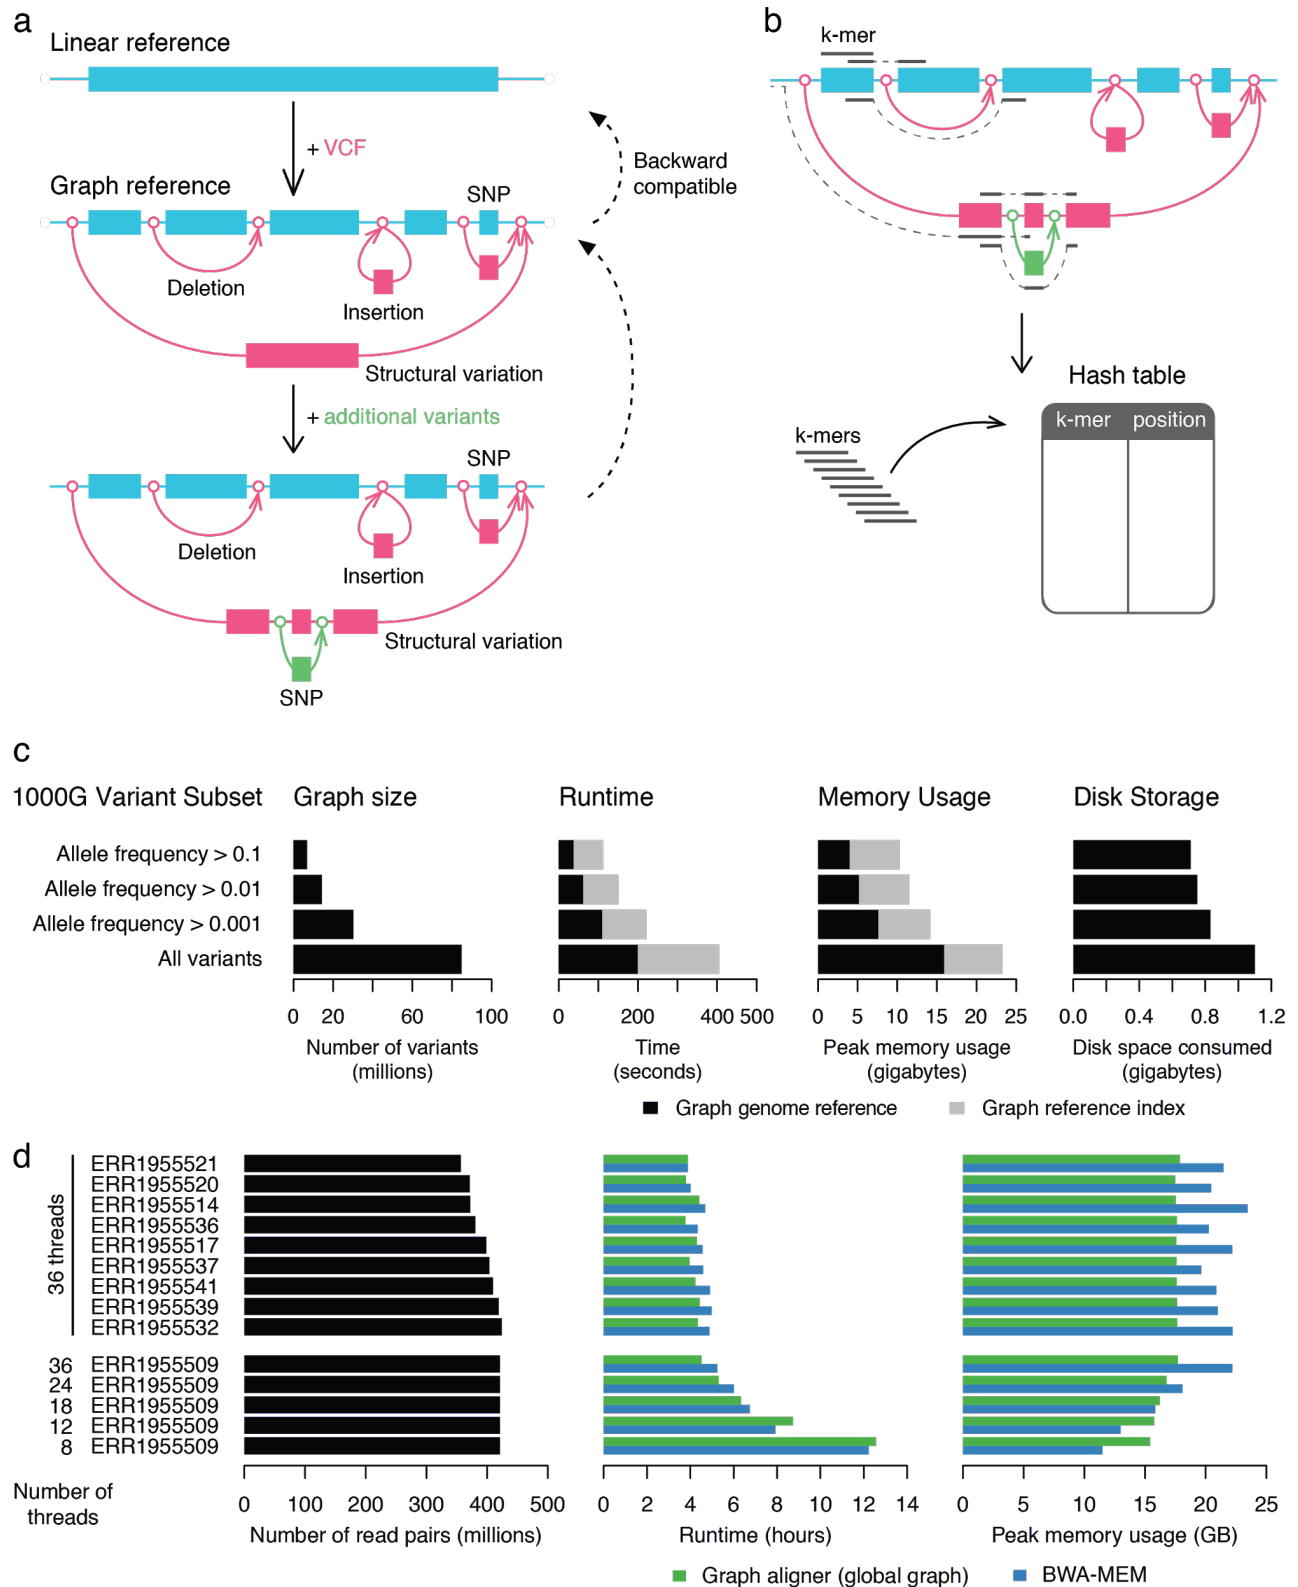 a
Linear reference
+ VCF
Graph reference
SNP
Backward
compatible
Deletion
Insertion
Structural variation
+ additional variants
SNP
Deletion
Insertion
Structural variation
SNP
b
k-mer
Hash table
k-mer position
k-mers
c
1000G Variant Subset Graph size Runtime Memory Usage Disk Storage
Allele frequency > 0.1
Allele frequency > 0.01
Allele frequency > 0.001
All variants
0 20 60 100 0 200 400 500 0 5 10 15 20 25 0.0 0.4 0.8 1.2
Number of variants Time Peak memory usage Disk space consumed
(millions) (seconds) (gigabytes) (gigabytes)
Graph genome reference Graph reference index
d
36 threads
ERR1955521
ERR1955520
ERR1955514
ERR1955536
ERR1955517
ERR1955537
ERR1955541
ERR1955539
ERR1955532
36 ERR1955509
24 ERR1955509
18 ERR1955509
12 ERR1955509
8 ERR1955509
Number of
threads
0 100 200 300 400 500 0 2 4 6 8 10 12 14 0 5 10 15 20 25
Number of read pairs (millions) Runtime (hours) Peak memory usage (GB)
Graph aligner (global graph) BWA-MEM